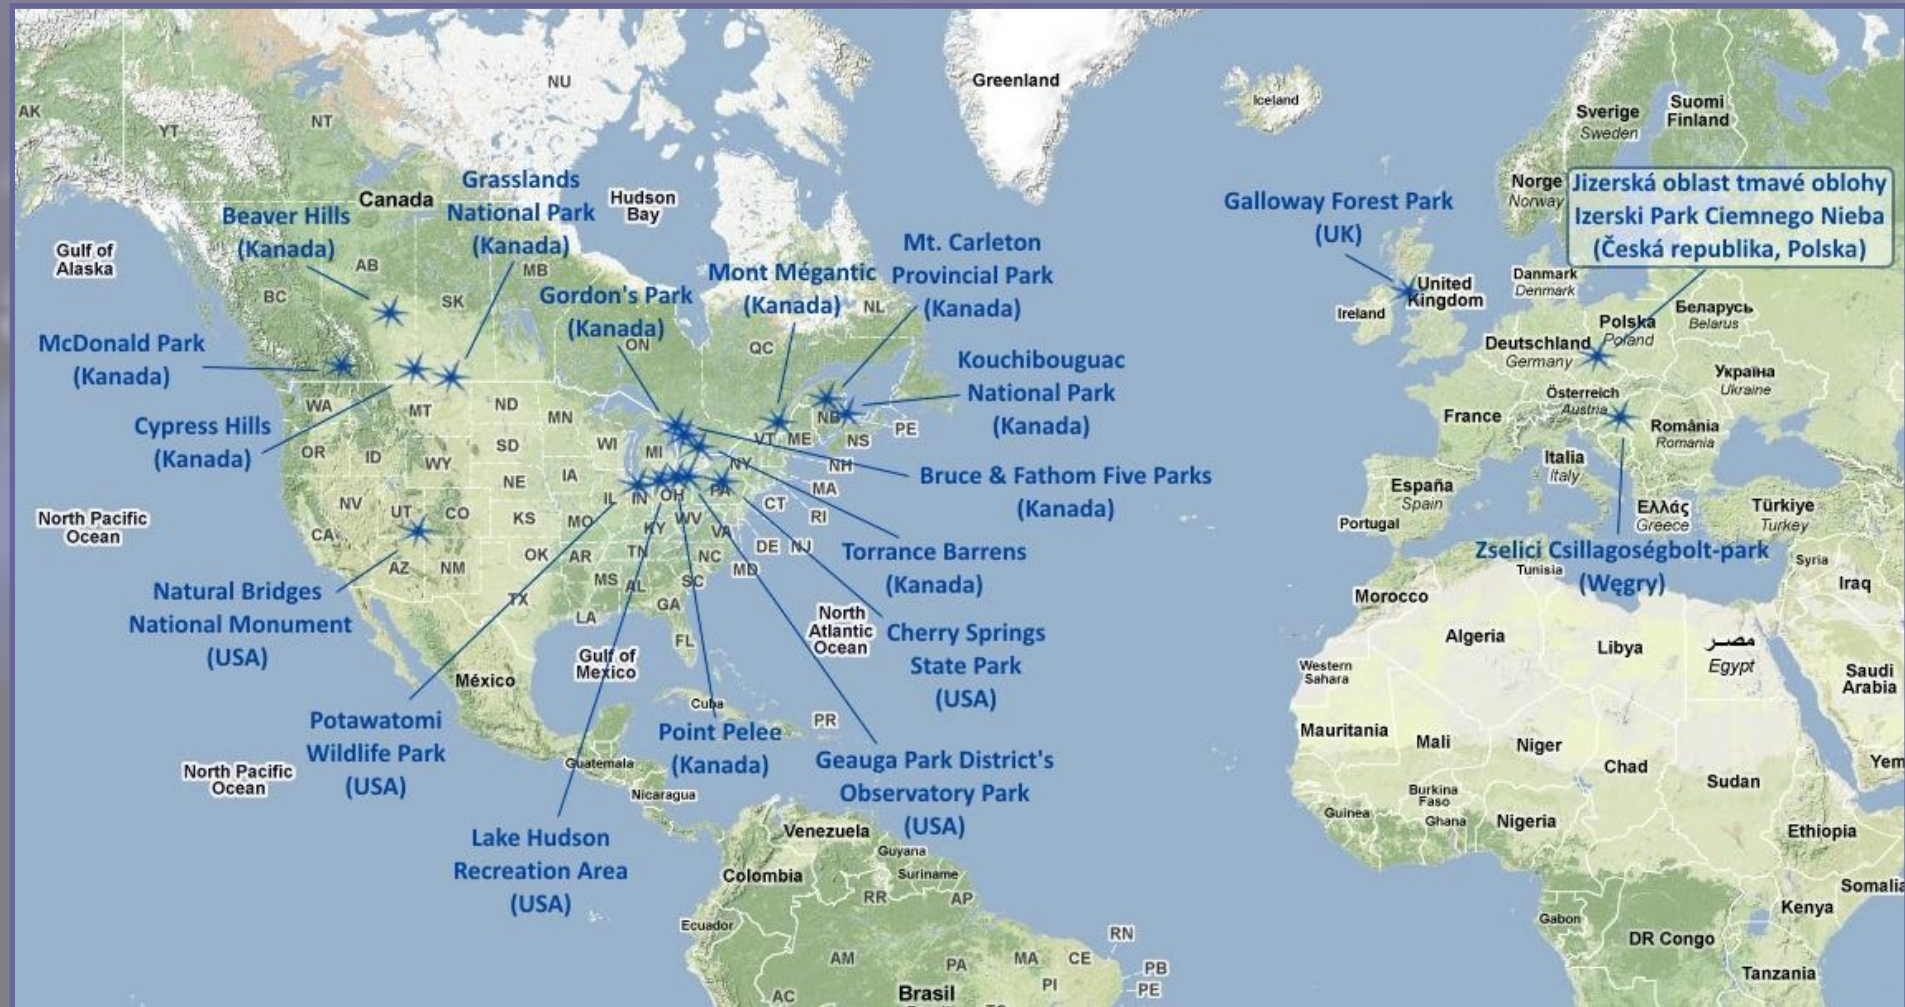 Greenland
Iceland
NU
AK
YT
NT
Sverige
Sweden
Suomi
Finland
Canada
Hudson
Bay
Gulf of
Alaska
Grasslands
National Park
(Kanada)
Beaver Hills
(Kanada)
AB
BC
SK
MB
Gordon's Park
(Kanada)
ON
Mont Mégantic
(Kanada)
QC
NL
Mt. Carleton
Provincial Park
(Kanada)
Galloway Forest Park
(UK)
Norge
Norway
Jizerská oblast tmavé oblohy
Izerski Park Ciemnego Nieba
(Česká republika, Polska)
United
Kingdom
Ireland
Danmark
Denmark
Беларусь
Belarus
Polska
Poland
Deutschland
Germany
Україна
Ukraine
Österreich
Austria
France
România
Romania
Italia
Italy
España
Spain
Portugal
Ελλάς
Greece
Türkiye
Turkey
McDonald Park
(Kanada)
Cypress Hills
(Kanada)
Kouchibouguac
National Park
(Kanada)
WA
MT
ND
MN
OR
ID
WY
SD
WI
MI
NE
IA
NV
UT
CO
CA
KS
MO
IL
IN
OH
PA
NY
VT
ME
NB
NS
PE
NH
MA
CT
RI
KY
WV
VA
OK
AR
TN
NC
DE
NJ
MD
AZ
NM
MS
AL
SC
TX
LA
GA
FL
Bruce & Fathom Five Parks
(Kanada)
Torrance Barrens
(Kanada)
North Pacific
Ocean
Natural Bridges
National Monument
(USA)
North
Atlantic
Ocean
Cherry Springs
State Park
(USA)
Gulf of
Mexico
México
Cuba
PR
Potawatomi
Wildlife Park
(USA)
Point Pelee
(Kanada)
Geauga Park District's
Observatory Park
(USA)
Guatemala
Nicaragua
North Pacific
Ocean
Lake Hudson
Recreation Area
(USA)
Zselici Csillagoségbolt-park
(Węgry)
Tunisia
Syria
Iraq
Morocco
Algeria
Libya
مصر
Egypt
Western
Sahara
Saudi
Arabia
Mauritania
Mali
Niger
Chad
Sudan
Yem
Burkina
Faso
Guinea
Ghana
Nigeria
Ethiopia
Somalia
Kenya
Gabon
DR Congo
Tanzania
Venezuela
Guyana
Suriname
Colombia
RR
AP
Ecuador
AM
PA
MA
CE
RN
PI
PB
PE
AC
Brasil